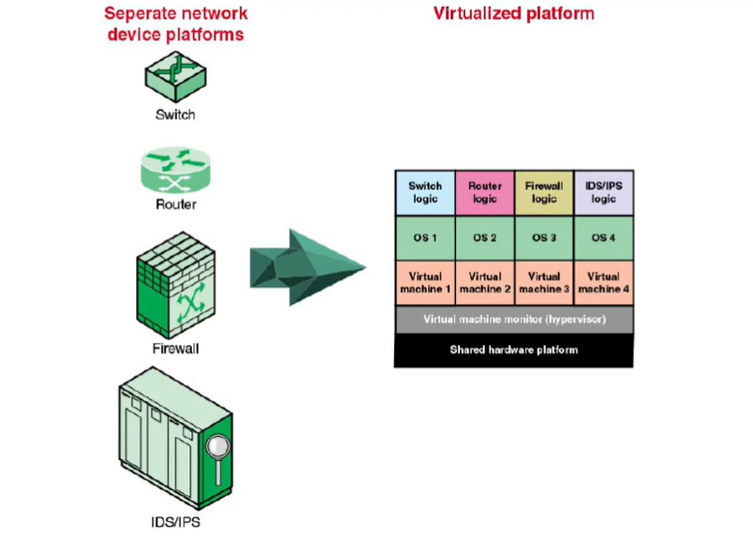 Seperate network
device platforms
Switch
Router
Firewall
IDS/IPS
Virtualized platform
Switch
logic
Router
logic
Firewall
logic
IDS/IPS
logic
OS 1
OS 2
OS 3
OS 4
Virtual
machine 1
Virtual
machine 2
Virtual
machine 3
Virtual
machine 4
Virtual machine monitor (hypervisor)
Shared hardware platform